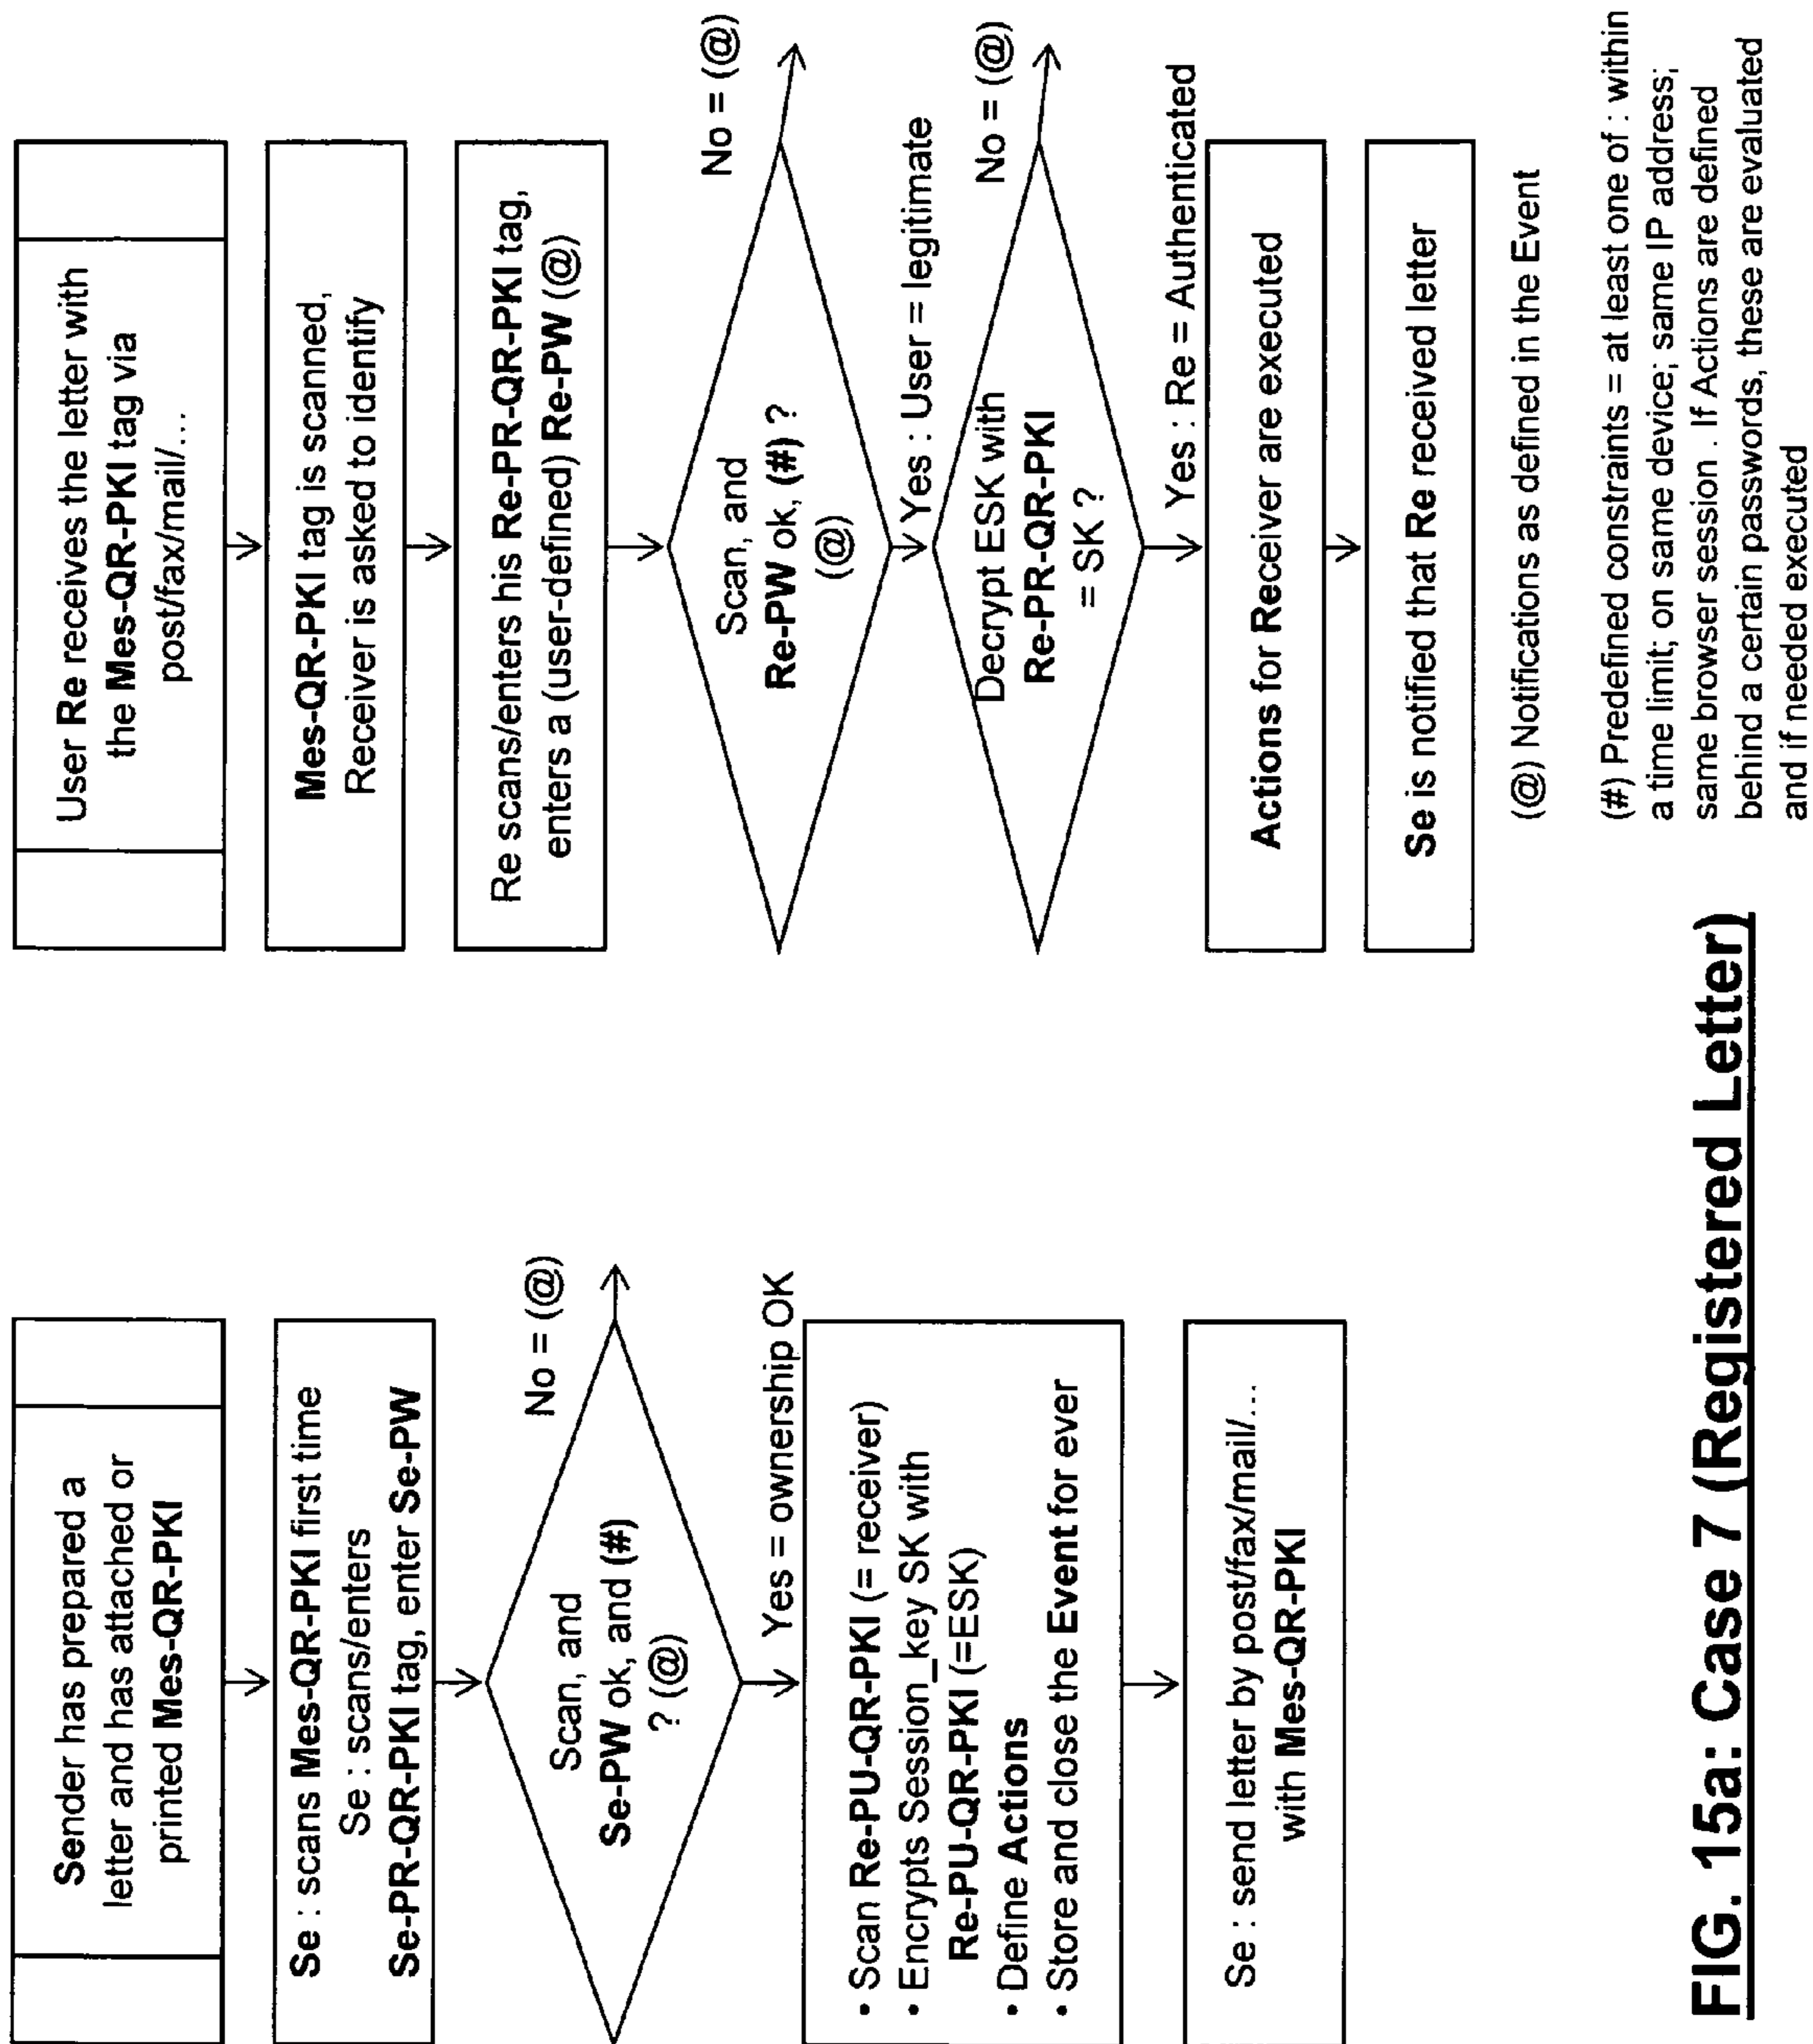 Sender has prepared a
letter and has attached or
printed Mes-QR-PKI
Se : scans Mes-QR-PKI first time
Se : scans/enters
Se-PR-QR-PKI tag, enter Se-PW
Scan, and
Se-PW ok, and (#)
? (@)
No = (@)
Yes = ownership OK
• Scan Re-PU-QR-PKI (= receiver)
• Encrypts Session_key SK with
Re-PU-QR-PKI (=ESK)
• Define Actions
• Store and close the Event for ever
Se : send letter by post/fax/mail/...
with Mes-QR-PKI
User Re receives the letter with
the Mes-QR-PKI tag via
post/fax/mail/...
Mes-QR-PKI tag is scanned,
Receiver is asked to identify
Re scans/enters his Re-PR-QR-PKI tag,
enters a (user-defined) Re-PW (@)
Scan, and
Re-PW ok, (#) ?
(@)
No = (@)
Yes : User = legitimate
Decrypt ESK with
Re-PR-QR-PKI
= SK ?
No = (@)
Yes : Re = Authenticated
Actions for Receiver are executed
Se is notified that Re received letter
(@) Notifications as defined in the Event
(#) Predefined constraints = at least one of : within
a time limit; on same device; same IP address;
same browser session . If Actions are defined
behind a certain passwords, these are evaluated
and if needed executed
FIG. 15a: Case 7 (Registered Letter)